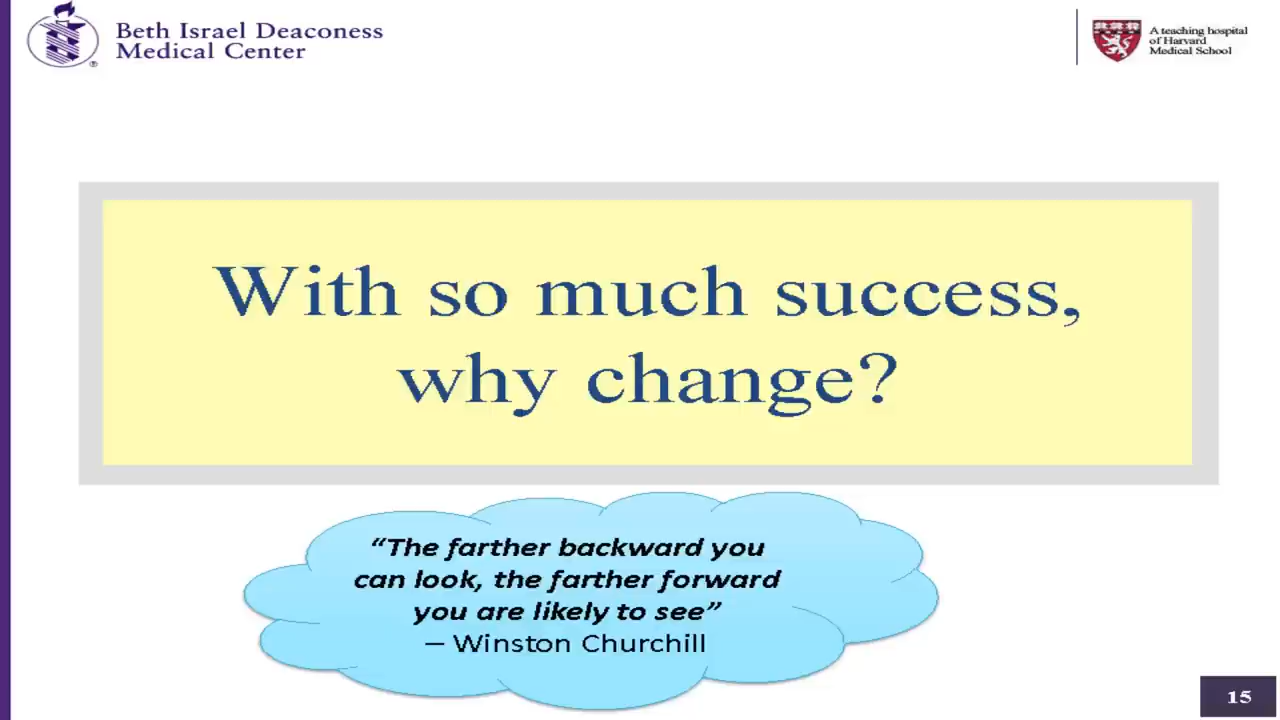 Beth Israel Deaconess
Medical Center
®
A teaching hospital
of Harvard
Medical School
With so much success,
why change?
“The farther backward you
can look, the farther forward
you are likely to see”
– Winston Churchill
15